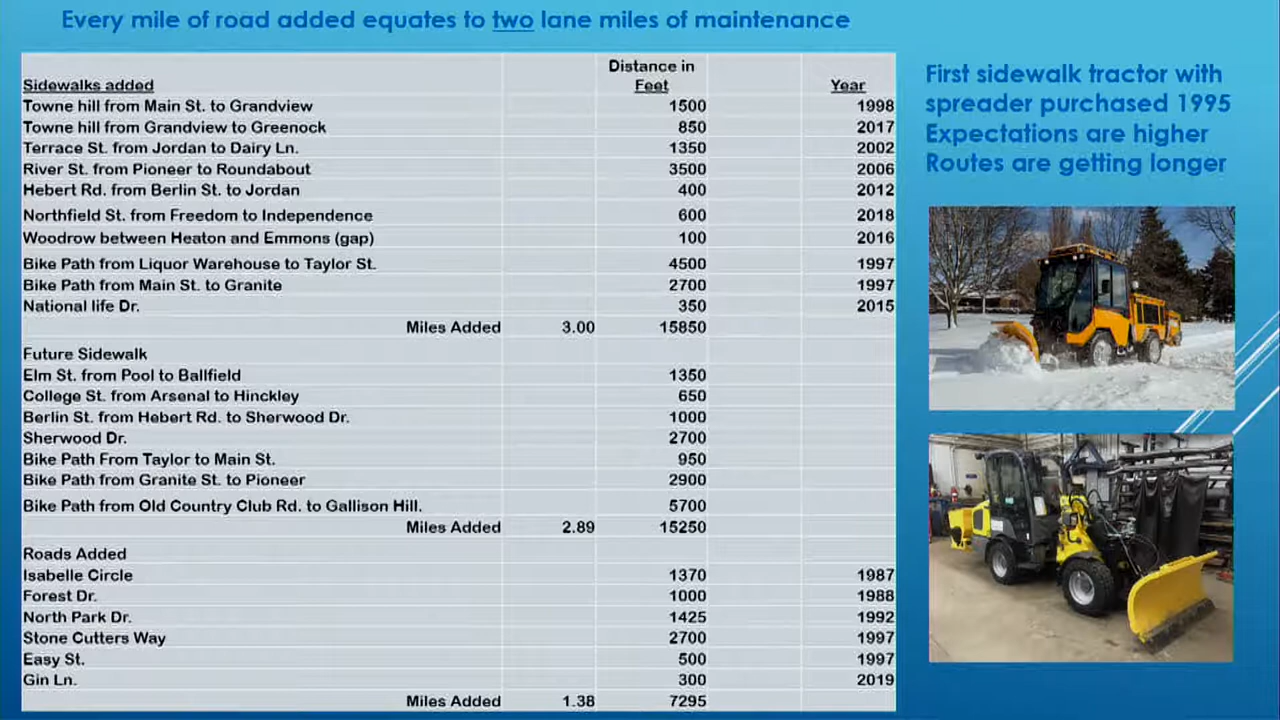 Every mile of road added equates to two lane miles of maintenance
Distance in
Sidewalks added Feet Year
Towne hill from Main St. to Grandview 1500 1998
Towne hill from Grandview to Greenock 850 2017
Terrace St. from Jordan to Dairy Ln. 1350 2002
River St. from Pioneer to Roundabout 3500 2006
Hebert Rd. from Berlin St. to Jordan 400 2012
Northfield St. from Freedom to Independence 600 2018
Woodrow between Heaton and Emmons (gap) 100 2016
Bike Path from Liquor Warehouse to Taylor St. 4500 1997
Bike Path from Main St. to Granite 2700 1997
National life Dr. 350 2015
Miles Added 3.00 15850
Future Sidewalk
Elm St. from Pool to Ballfield 1350
College St. from Arsenal to Hinckley 650
Berlin St. from Hebert Rd. to Sherwood Dr. 1000
Sherwood Dr. 2700
Bike Path From Taylor to Main St. 950
Bike Path from Granite St. to Pioneer 2900
Bike Path from Old Country Club Rd. to Gallison Hill. 5700
Miles Added 2.89 15250
Roads Added
Isabelle Circle 1370 1987
Forest Dr. 1000 1988
North Park Dr. 1425 1992
Stone Cutters Way 2700 1997
Easy St. 500 1997
Gin Ln. 300 2019
Miles Added 1.38 7295
First sidewalk tractor with
spreader purchased 1995
Expectations are higher
Routes are getting longer